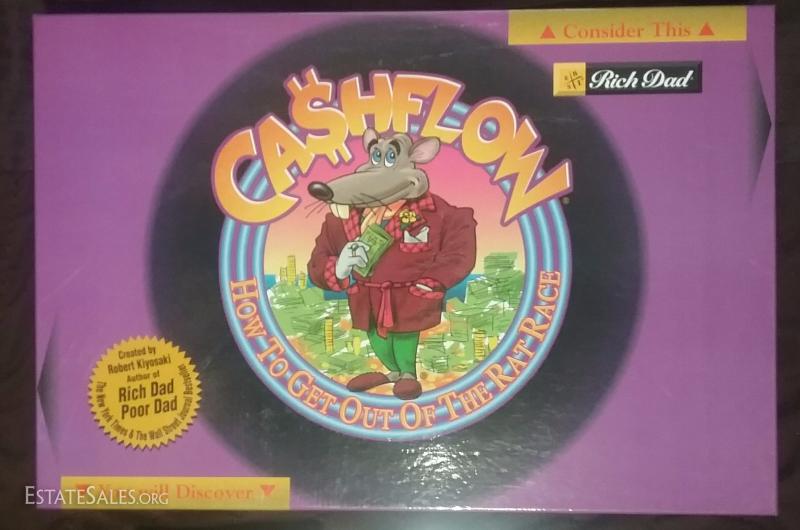 ▲ Consider This ▲
Rich Dad
CA$HFLOW®
HOW TO GET OUT OF THE RAT RACE
Created by
Robert Kiyosaki
Author of
Rich Dad
Poor Dad
The New York Times & The Wall Street Journal Bestseller
will Discover ▼
ESTATESALES.ORG